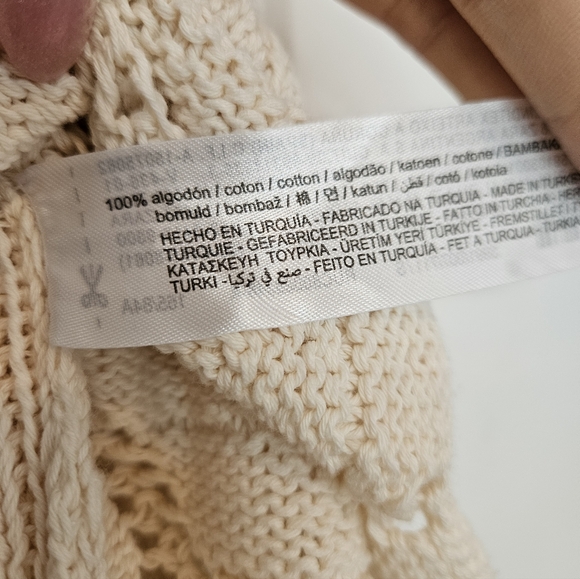 100% algodón / coton / cotton / algodão / katoen / cotone / BAMBAKI
bomuld / bombaž / 棉 / 면 / katun / قطن / cotó / kotoia
HECHO EN TURQUÍA - FABRICADO NA TURQUIA - MADE IN TURKEY
TURQUIE - GEFABRICEERD IN TURKIJE - FATTO IN TURCHIA -
ΚΑΤΑΣΚΕΥΗ ΤΟΥΡΚΙΑ - ÜRETİM YERİ TÜRKİYE - FREMSTILLET I
TURKI - صنع في تركيا - FEITO EN TURQUÍA - FET A TURQUIA -